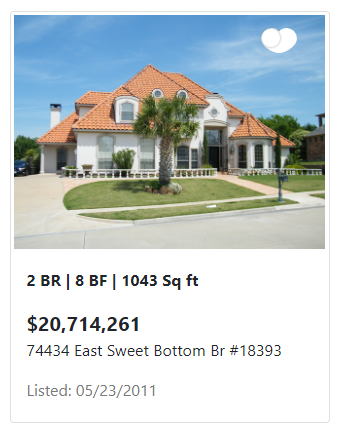 2 BR | 8 BF | 1043 Sq ft
$20,714,261
74434 East Sweet Bottom Br #18393
Listed: 05/23/2011